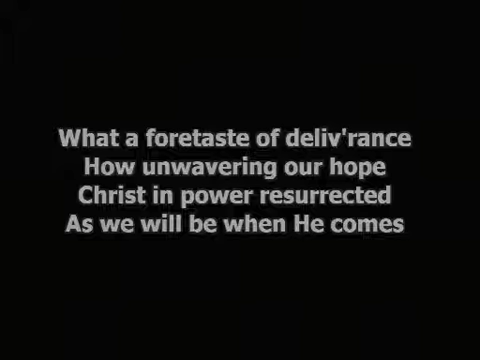 What a foretaste of deliv'rance
How unwavering our hope
Christ in power resurrected
As we will be when He comes